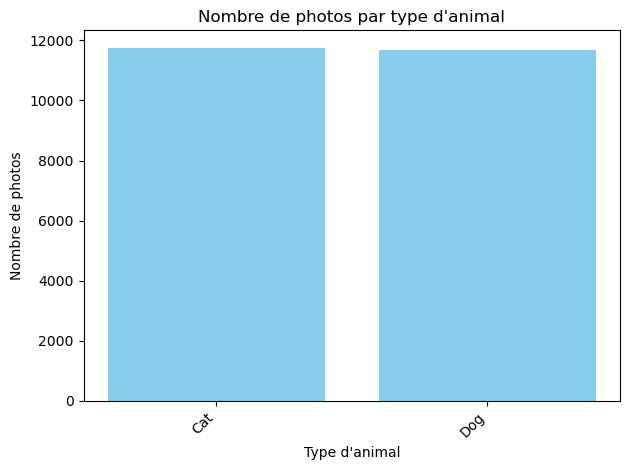 Nombre de photos par type d'animal
12000
10000
8000
6000
4000
2000
0
Nombre de photos
Cat
Dog
Type d'animal